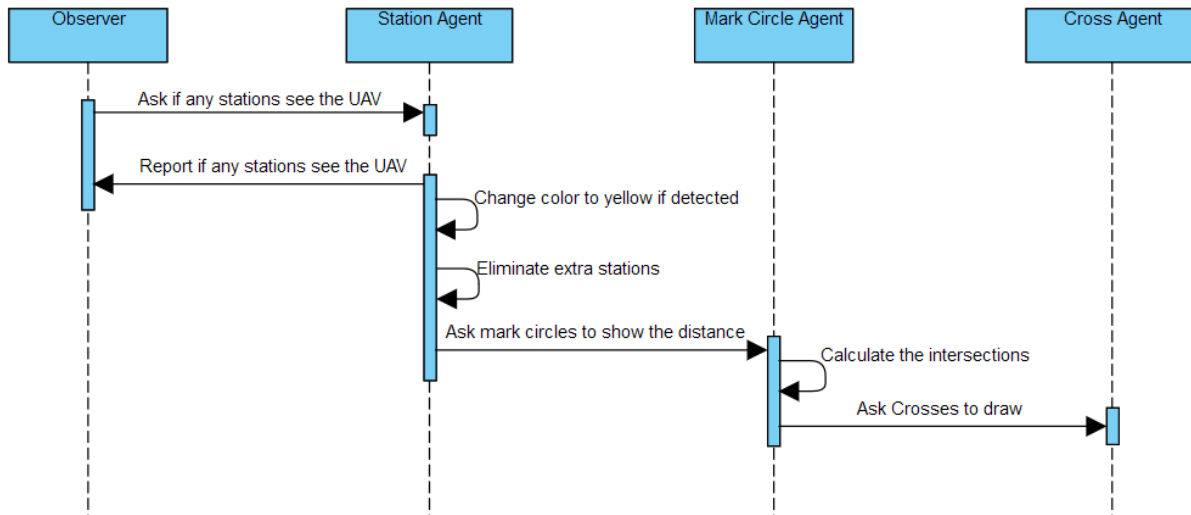 Observer
Station Agent
Mark Circle Agent
Cross Agent
Ask if any stations see the UAV
Report if any stations see the UAV
Change color to yellow if detected
Eliminate extra stations
Ask mark circles to show the distance
Calculate the intersections
Ask Crosses to draw